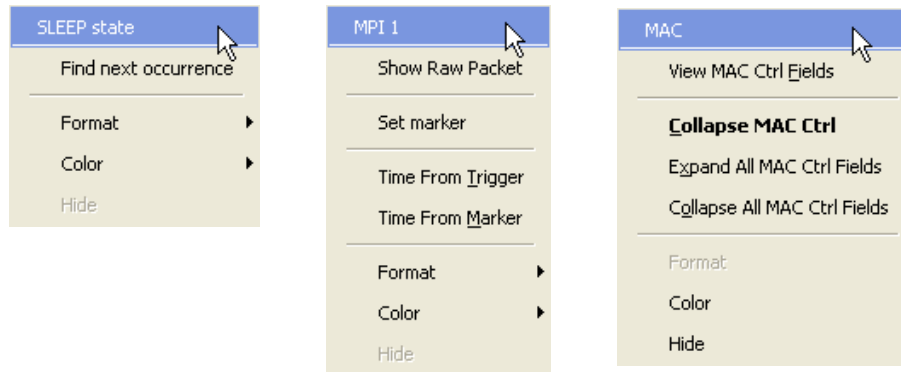 SLEEP state
Find next occurrence
Format
Color
Hide
MPI 1
Show Raw Packet
Set marker
Time From Trigger
Time From Marker
Format
Color
Hide
MAC
View MAC Ctrl Fields
Collapse MAC Ctrl
Expand All MAC Ctrl Fields
Collapse All MAC Ctrl Fields
Format
Color
Hide